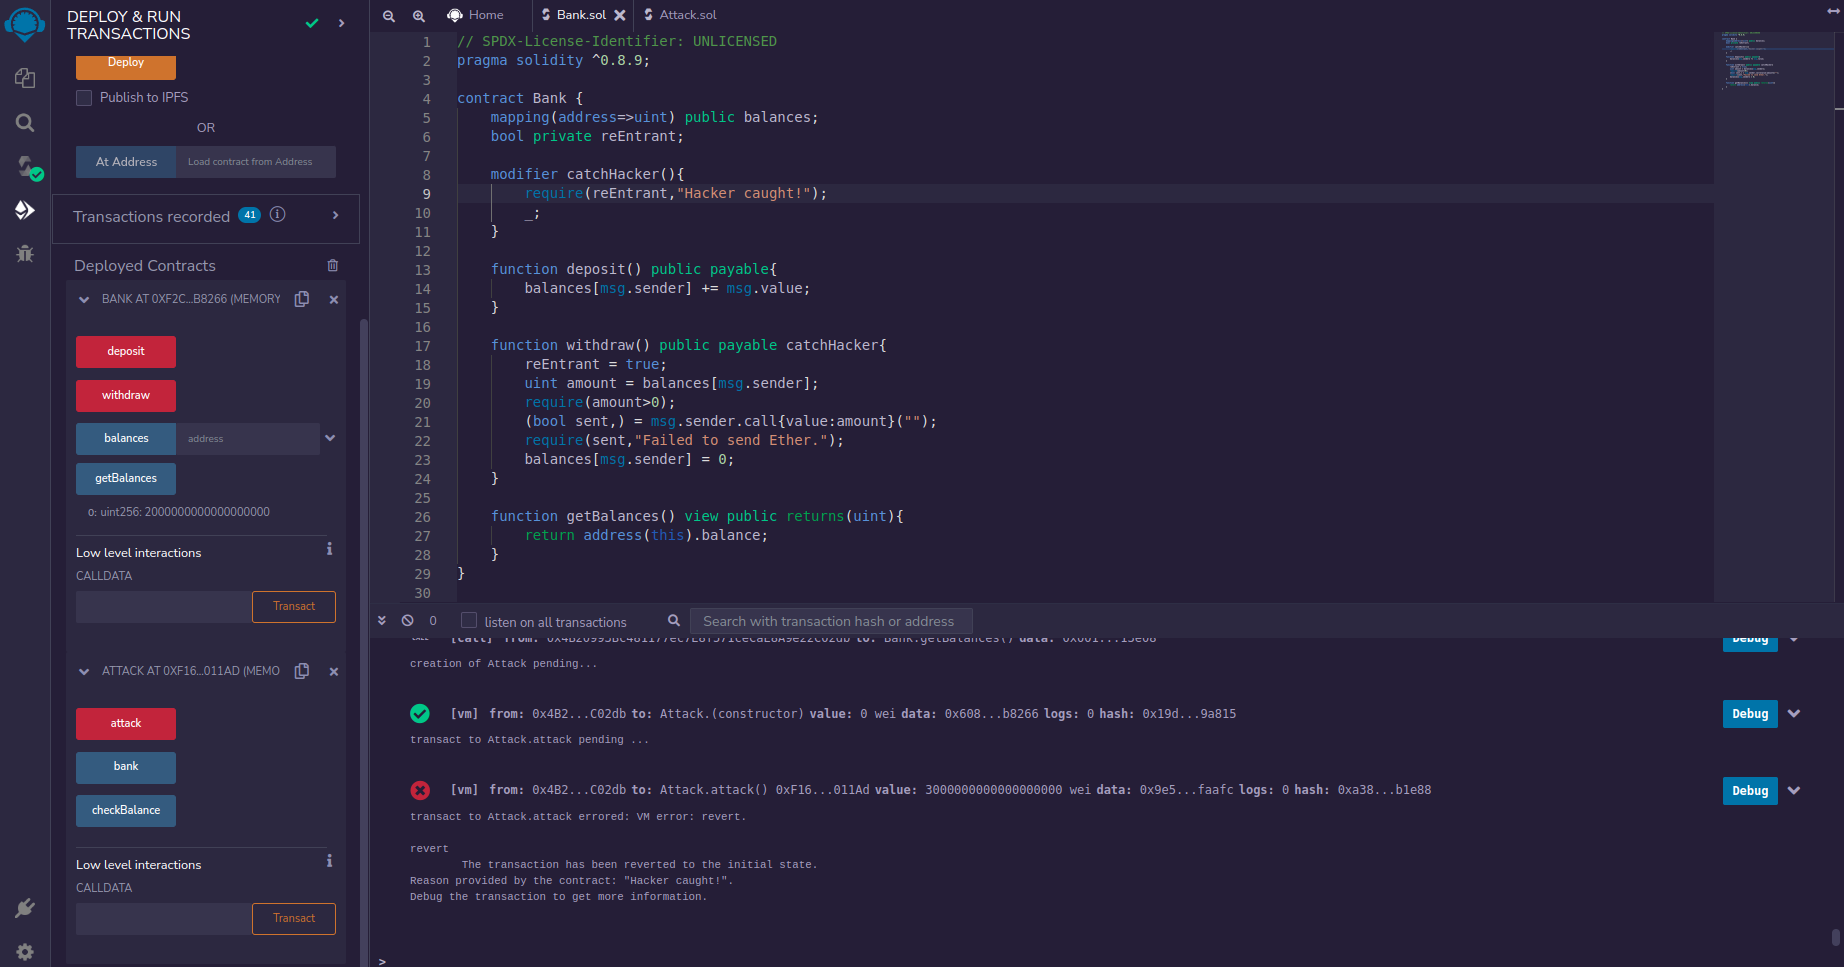 DEPLOY & RUN
TRANSACTIONS
Deploy
Publish to IPFS
OR
At Address Load contract from Address
Transactions recorded 41 i
Deployed Contracts
BANK AT 0XF2C...B8266 (MEMORY
deposit
withdraw
balances address
getBalances
0: uint256: 2000000000000000000
Low level interactions i
CALLDATA
Transact
ATTACK AT 0XF16...011AD (MEMO
attack
bank
checkBalance
Low level interactions i
CALLDATA
Transact
Home Bank.sol Attack.sol
1 // SPDX-License-Identifier: UNLICENSED
2 pragma solidity ^0.8.9;
3
4 contract Bank {
5 mapping(address=>uint) public balances;
6 bool private reEntrant;
7
8 modifier catchHacker(){
9 require(reEntrant,"Hacker caught!");
10 _;
11 }
12
13 function deposit() public payable{
14 balances[msg.sender] += msg.value;
15 }
16
17 function withdraw() public payable catchHacker{
18 reEntrant = true;
19 uint amount = balances[msg.sender];
20 require(amount>0);
21 (bool sent,) = msg.sender.call{value:amount}("");
22 require(sent,"Failed to send Ether.");
23 balances[msg.sender] = 0;
24 }
25
26 function getBalances() view public returns(uint){
27 return address(this).balance;
28 }
29 }
30
0 listen on all transactions Search with transaction hash or address
[call] from: to: Bank.getBalances() data: Debug
creation of Attack pending...
[vm] from: 0x4B2...C02db to: Attack.(constructor) value: 0 wei data: 0x608...b8266 logs: 0 hash: 0x19d...9a815 Debug
transact to Attack.attack pending ...
[vm] from: 0x4B2...C02db to: Attack.attack() 0xF16...011Ad value: 3000000000000000000 wei data: 0x9e5...faafc logs: 0 hash: 0xa38...b1e88 Debug
transact to Attack.attack errored: VM error: revert.
revert
The transaction has been reverted to the initial state.
Reason provided by the contract: "Hacker caught!".
Debug the transaction to get more information.
>